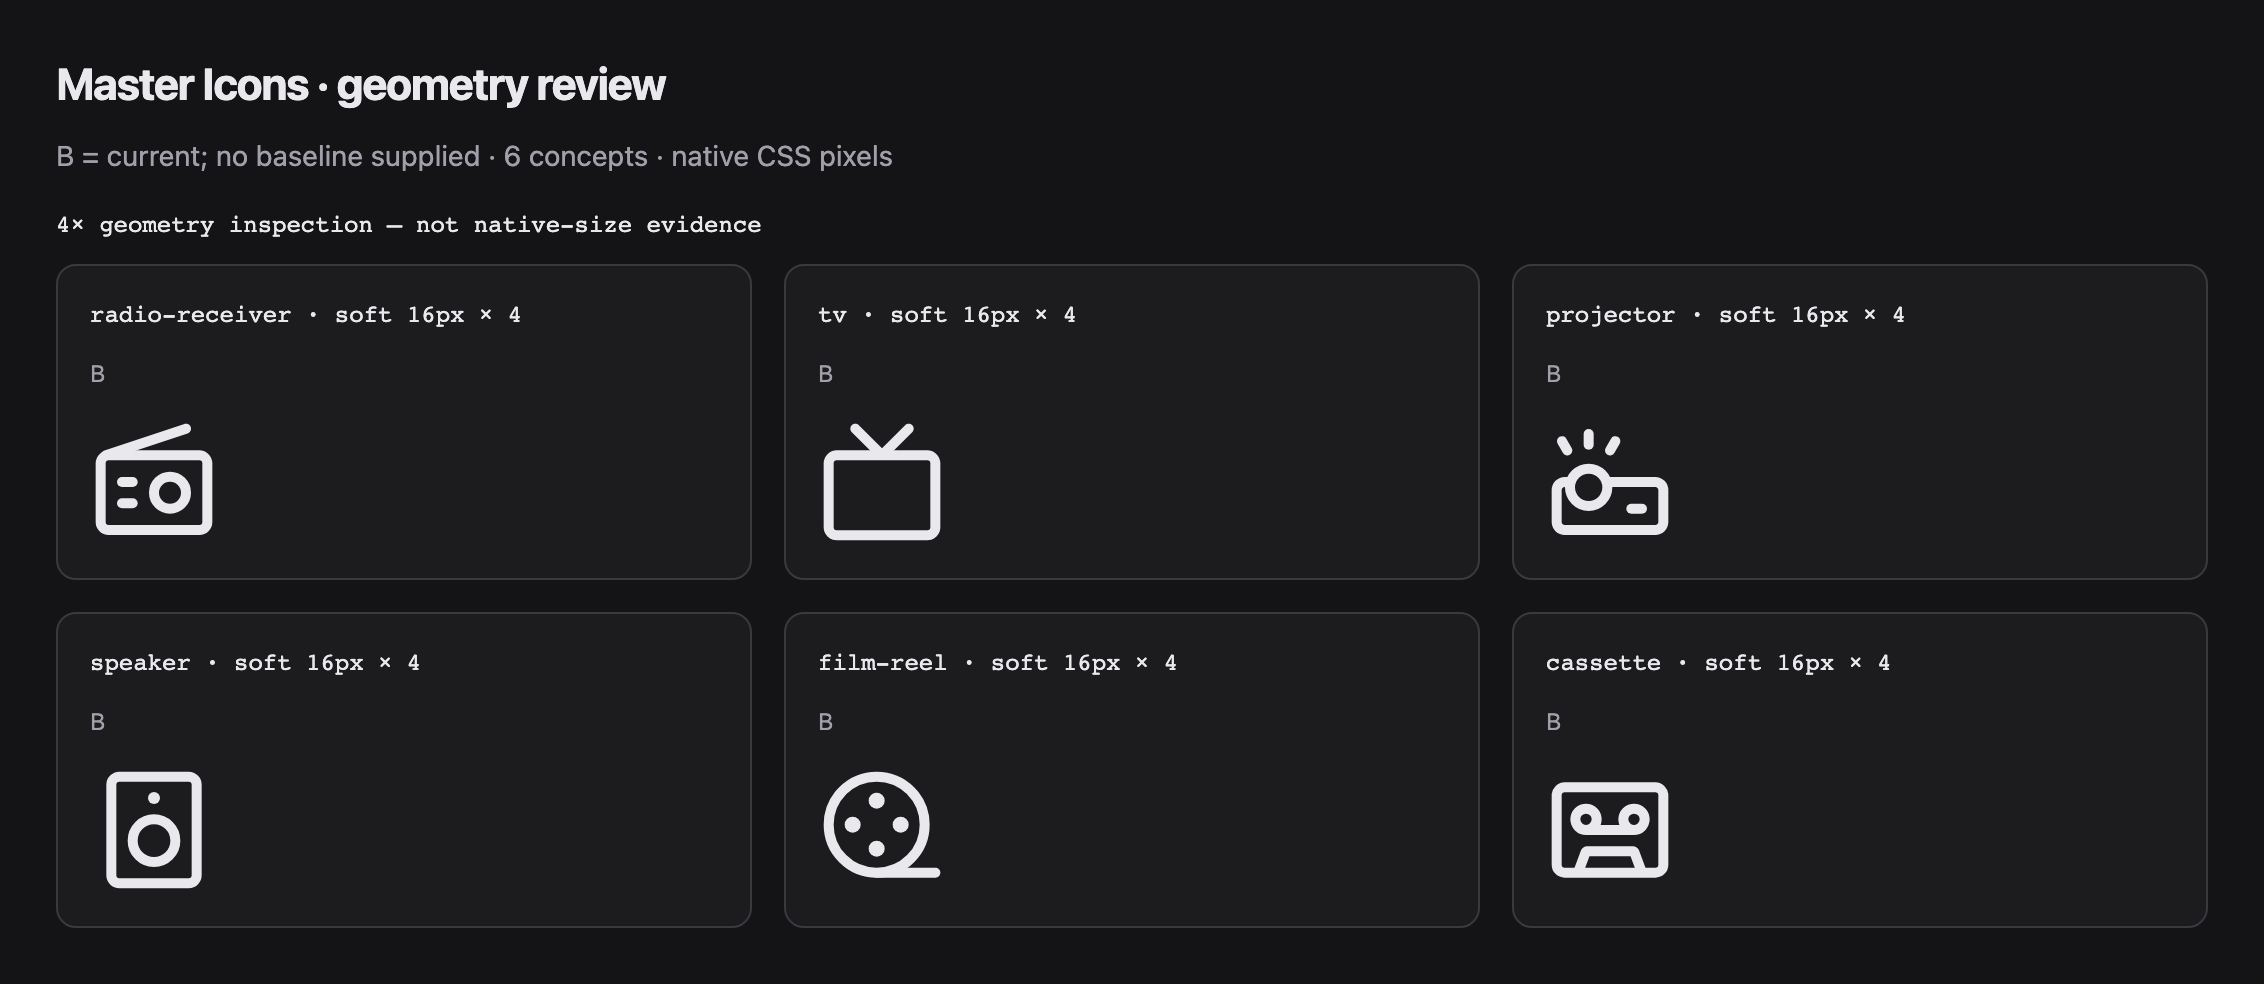 Master Icons · geometry review
B = current; no baseline supplied · 6 concepts · native CSS pixels
4× geometry inspection — not native-size evidence
radio-receiver · soft 16px × 4
B
tv · soft 16px × 4
B
projector · soft 16px × 4
B
speaker · soft 16px × 4
B
film-reel · soft 16px × 4
B
cassette · soft 16px × 4
B